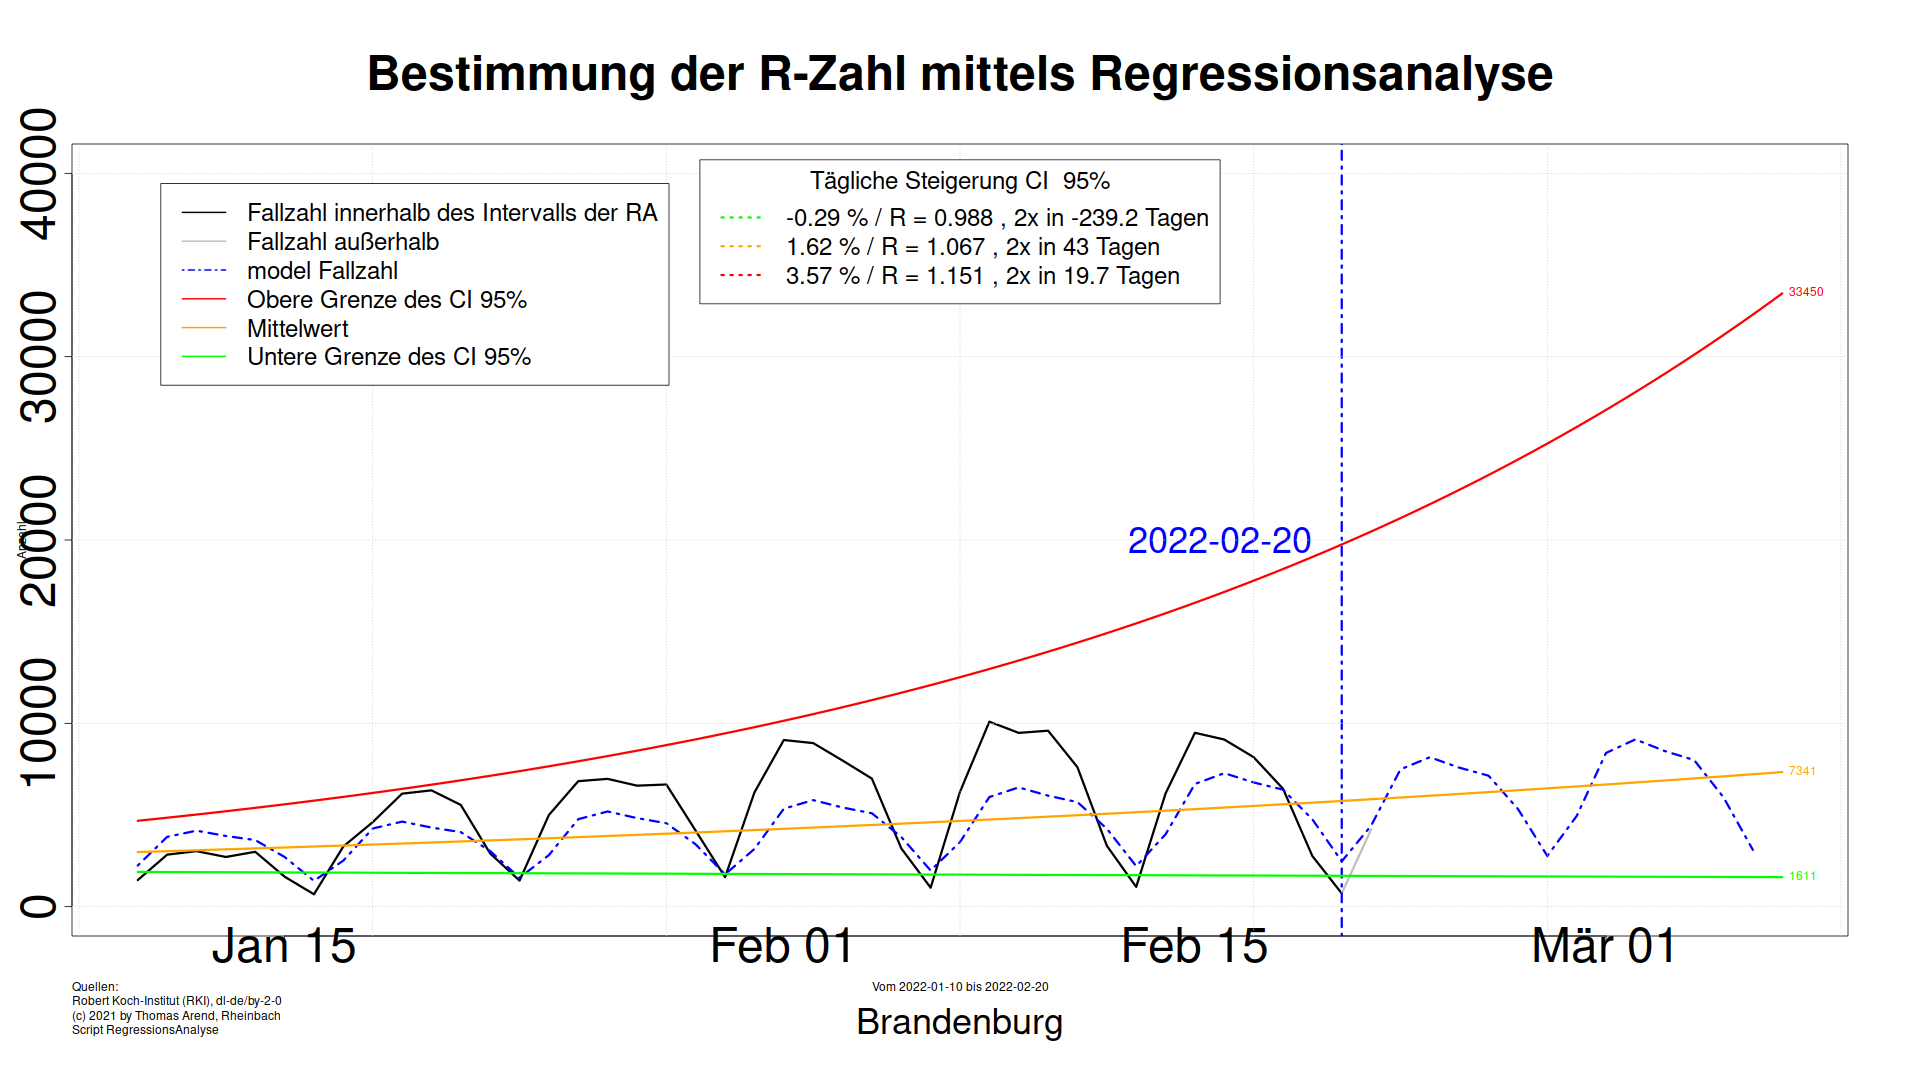 Bestimmung der R-Zahl mittels Regressionsanalyse
Anzahl
40000
30000
20000
10000
0
Fallzahl innerhalb des Intervalls der RA
Fallzahl außerhalb
model Fallzahl
Obere Grenze des CI 95%
Mittelwert
Untere Grenze des CI 95%
Tägliche Steigerung CI 95%
-0.29 % / R = 0.988 , 2x in -239.2 Tagen
1.62 % / R = 1.067 , 2x in 43 Tagen
3.57 % / R = 1.151 , 2x in 19.7 Tagen
33450
2022-02-20
7341
1611
Jan 15
Feb 01
Feb 15
Mär 01
Quellen:
Robert Koch-Institut (RKI), dl-de/by-2-0
(c) 2021 by Thomas Arend, Rheinbach
Script RegressionsAnalyse
Vom 2022-01-10 bis 2022-02-20
Brandenburg